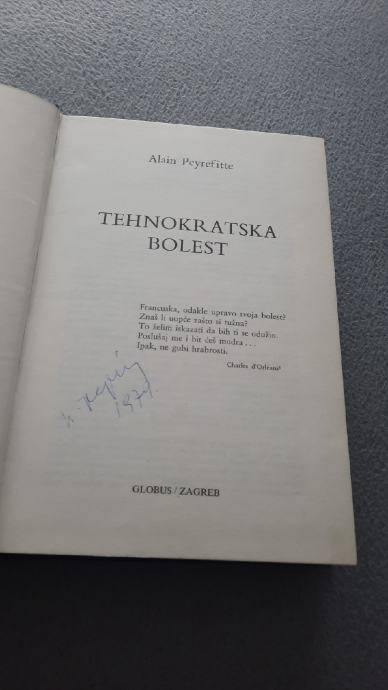 Alain Peyrefitte
TEHNOKRATSKA
BOLEST
Francuska, odakle upravo tvoja bolest?
Znaš li uopće zašto si tužna?
To želim iskazati da bih ti se odužio.
Poslušaj me i bit ćeš mudra ...
Ipak, ne gubi hrabrosti.
Charles d'Orléans¹
GLOBUS / ZAGREB